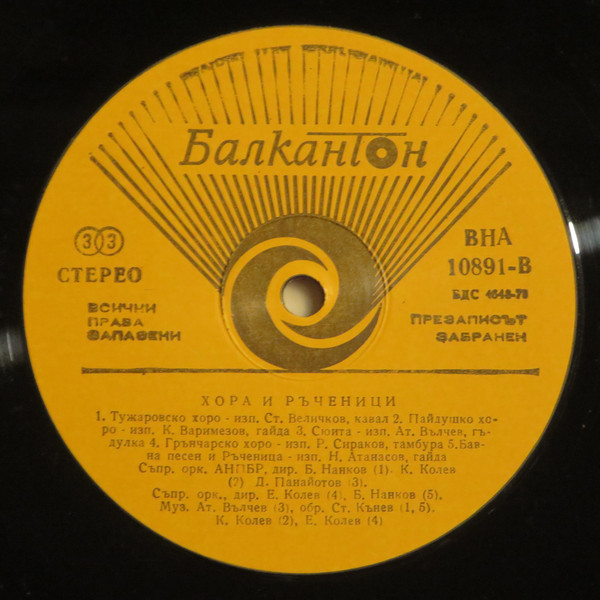 БалканТон
33
СТЕРЕО
ВСИЧКИ
ПРАВА
ЗАПАЗЕНИ
ВНА
10891-В
БДС 4648-73
ПРЕЗАПИСЪТ
ЗАБРАНЕН
ХОРА И РЪЧЕНИЦИ
1. Тужаровско хоро - изп. Ст. Величков, кавал 2. Пайдушко хо-
ро - изп. К. Варимезов, гайда 3, Сюита - изп. Ат. Вълчев, гъ-
дулка 4. Грънчарско хоро - изп. Р. Сираков, тамбура 5.Бав-
на песен и Ръченица - изп, Н. Атанасов, гайда
Съпр. орк. АНПБР, дир. Б. Нанков (1). К. Колев
(2) Д. Панайотов (3).
Съпр. орк., дир. Е. Колев (4), Б. Нанков (5).
Муз. Ат. Вълчев (3), обр. Ст. Кънев (1, 5).
К. Колев (2), Е. Колев (4)